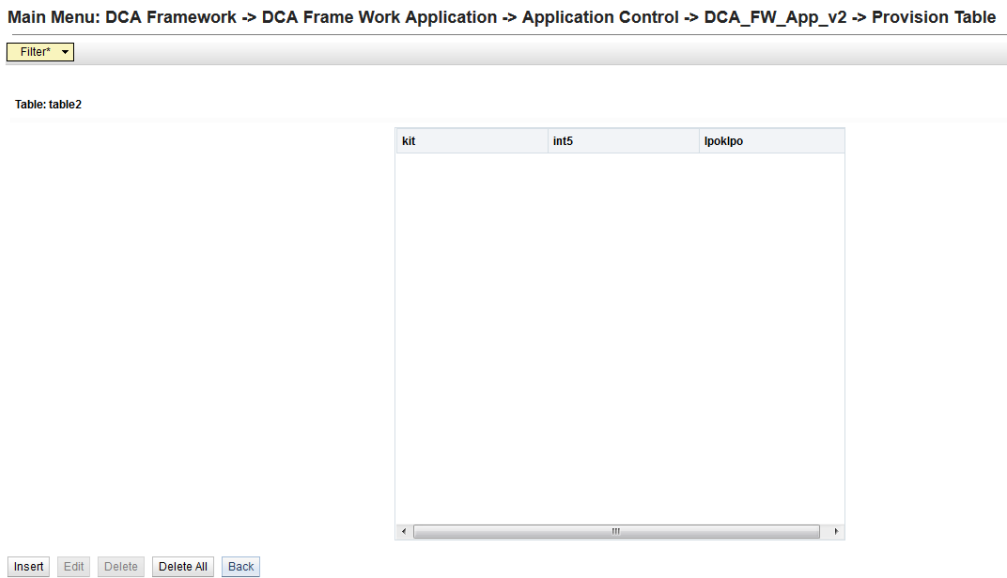 Main Menu: DCA Framework -> DCA Frame Work Application -> Application Control -> DCA_FW_App_v2 -> Provision Table
Filter*
Table: table2
kit int5 lpoklpo
Insert Edit Delete Delete All Back